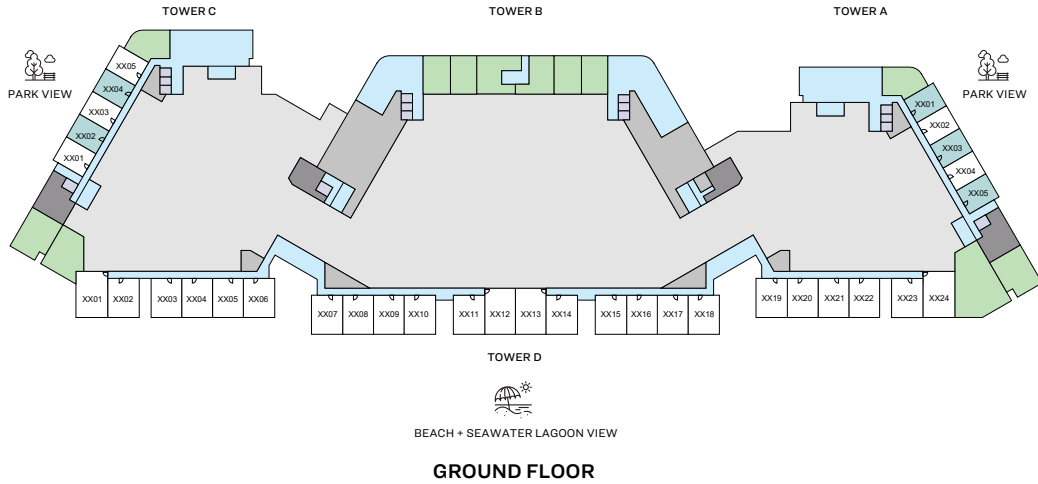 TOWER C
TOWER B
TOWER A
PARK VIEW
PARK VIEW
XX05
XX04
XX03
XX02
XX01
XX01
XX02
XX03
XX04
XX05
XX01
XX02
XX03
XX04
XX05
XX06
XX07
XX08
XX09
XX10
XX11
XX12
XX13
XX14
XX15
XX16
XX17
XX18
XX19
XX20
XX21
XX22
XX23
XX24
TOWER D
BEACH + SEAWATER LAGOON VIEW
GROUND FLOOR